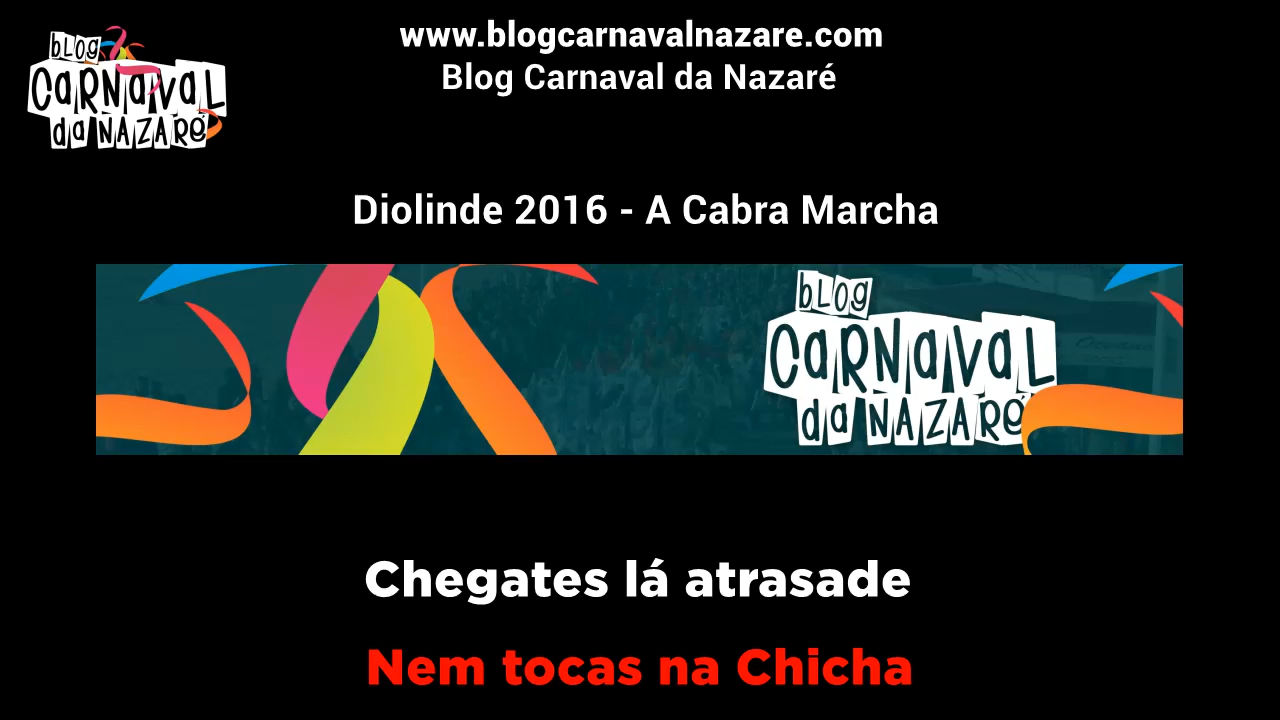 BLOG
CARNAVAL
da NAZARÉ
www.blogcarnavalnazare.com
Blog Carnaval da Nazaré
Diolinde 2016 - A Cabra Marcha
BLOG
CARNAVAL
da NAZARÉ
Chegates lá atrasade
Nem tocas na Chicha